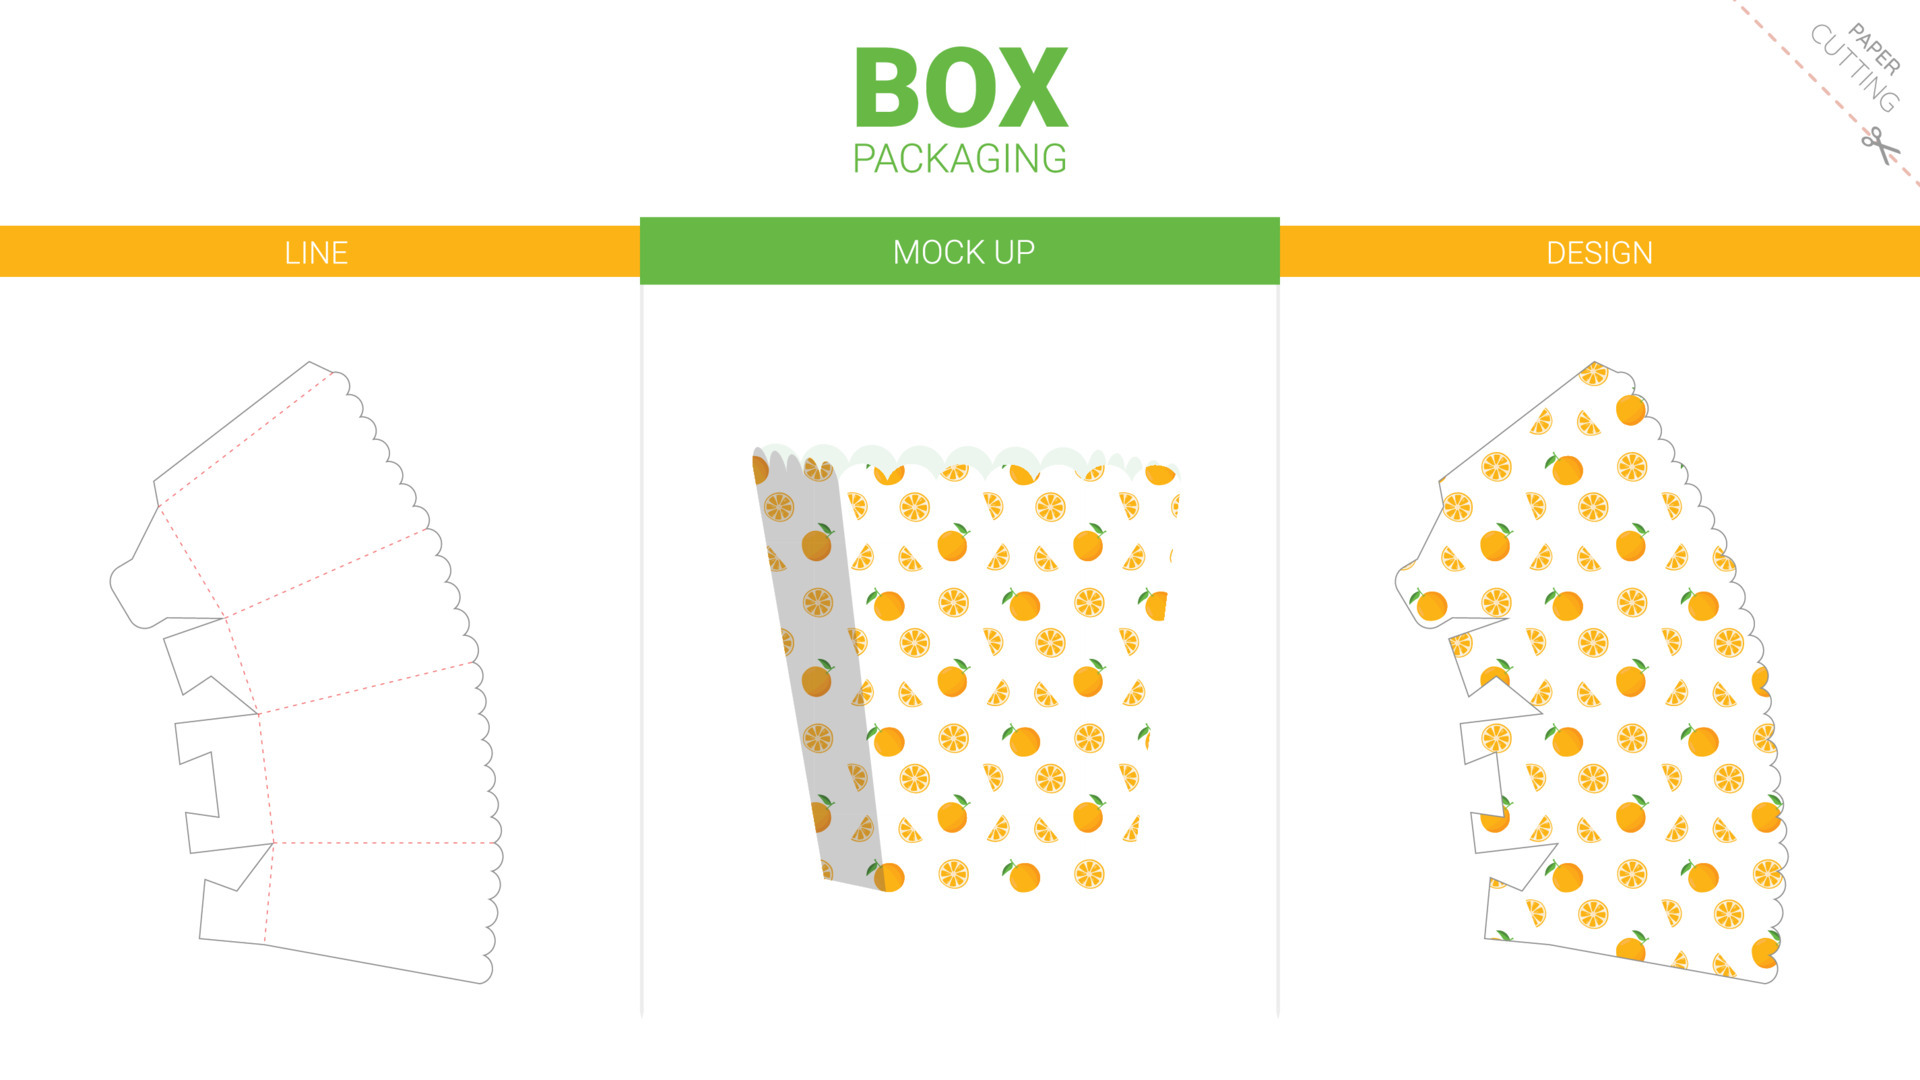 BOX
PACKAGING
PAPER
CUTTING
LINE
MOCK UP
DESIGN